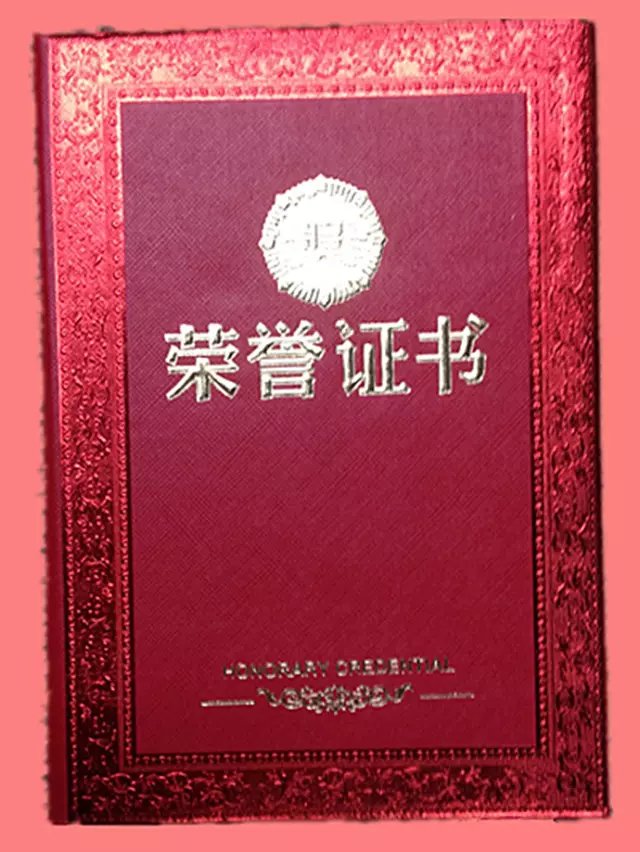 荣誉证书
HONORARY CREDENTIAL